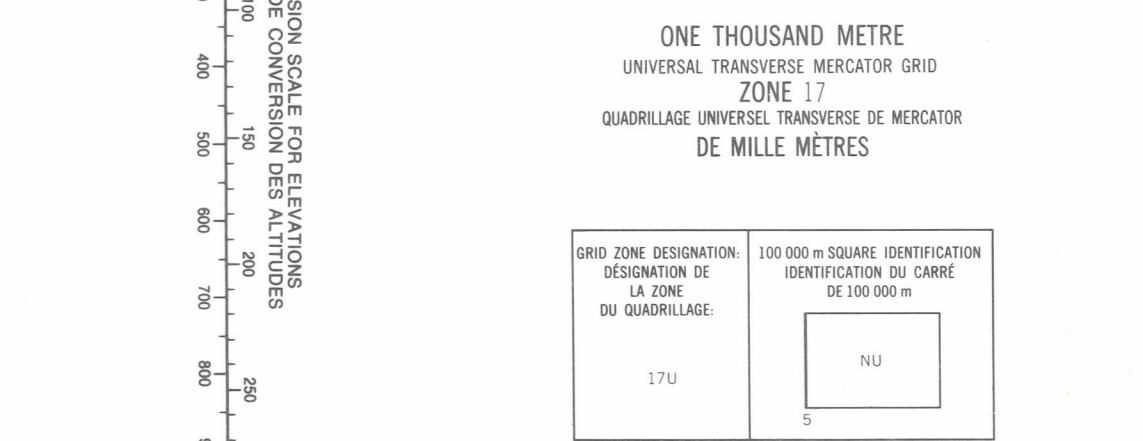 SION SCALE FOR ELEVATIONS
DE CONVERSION DES ALTITUDES
100
150
200
250
400
500
600
700
800
ONE THOUSAND METRE
UNIVERSAL TRANSVERSE MERCATOR GRID
ZONE 17
QUADRILLAGE UNIVERSEL TRANSVERSE DE MERCATOR
DE MILLE MÈTRES
GRID ZONE DESIGNATION:
DÉSIGNATION DE
LA ZONE
DU QUADRILLAGE:
17U
100 000 m SQUARE IDENTIFICATION
IDENTIFICATION DU CARRÉ
DE 100 000 m
NU
5